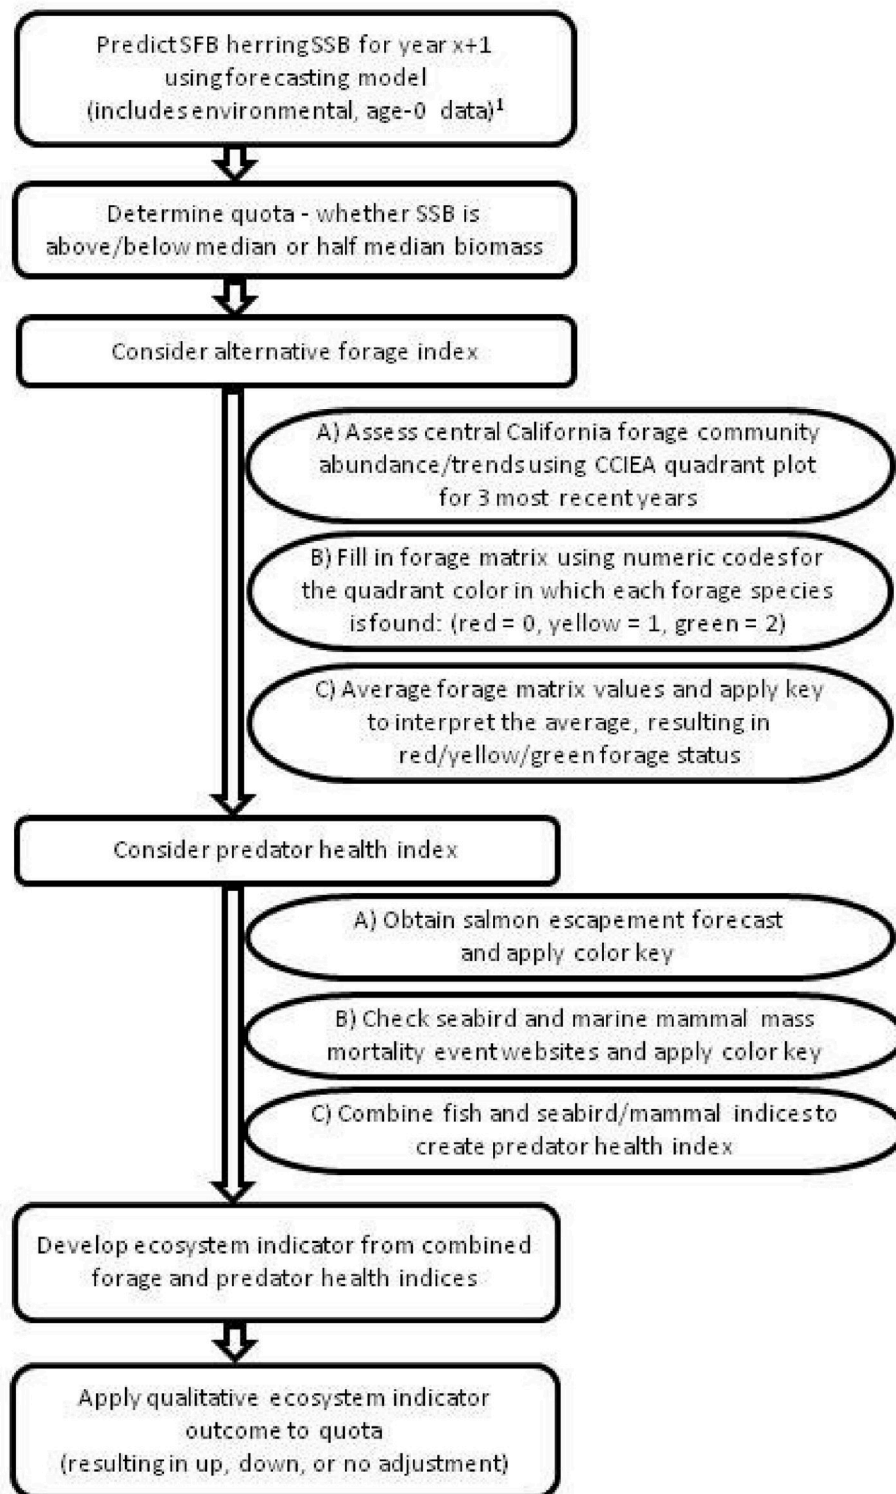 Predict SFB herring SSB for year x+1
using forecasting model
(includes environmental, age-0 data)¹
Determine quota - whether SSB is
above/below median or half median biomass
Consider alternative forage index
A) Assess central California forage community
abundance/trends using CCIEA quadrant plot
for 3 most recent years
B) Fill in forage matrix using numeric codes for
the quadrant color in which each forage species
is found: (red = 0, yellow = 1, green = 2)
C) Average forage matrix values and apply key
to interpret the average, resulting in
red/yellow/green forage status
Consider predator health index
A) Obtain salmon escapement forecast
and apply color key
B) Check seabird and marine mammal mass
mortality event websites and apply color key
C) Combine fish and seabird/mammal indices to
create predator health index
Develop ecosystem indicator from combined
forage and predator health indices
Apply qualitative ecosystem indicator
outcome to quota
(resulting in up, down, or no adjustment)